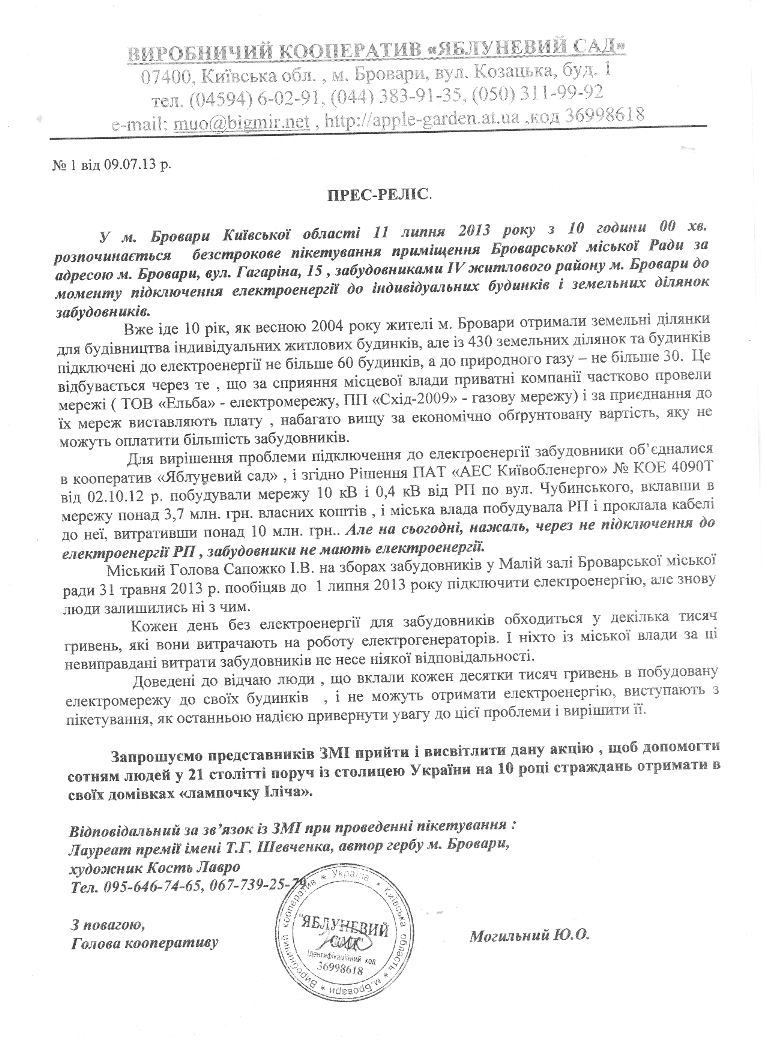 ВИРОБНИЧИЙ КООПЕРАТИВ «ЯБЛУНЕВИЙ САД»
07400, Київська обл. , м. Бровари, вул. Козацька, буд. 1
тел. (04594) 6-02-91, (044) 383-91-35, (050) 311-99-92
e-mail: muo@bigmir.net , http://apple-garden.at.ua ,код 36998618
№ 1 від 09.07.13 р.
ПРЕС-РЕЛІС.
У м. Бровари Київської області 11 липня 2013 року з 10 години 00 хв.
розпочинається безстрокове пікетування приміщення Броварської міської Ради за
адресою м. Бровари, вул. Гагаріна, 15 , забудовниками IV житлового району м. Бровари до
моменту підключення електроенергії до індивідуальних будинків і земельних ділянок
забудовників.
Вже іде 10 рік, як весною 2004 року жителі м. Бровари отримали земельні ділянки
для будівництва індивідуальних житлових будинків, але із 430 земельних ділянок та будинків
підключені до електроенергії не більше 60 будинків, а до природного газу – не більше 30. Це
відбувається через те , що за сприяння місцевої влади приватні компанії частково провели
мережі ( ТОВ «Ельба» - електромережу, ПП «Схід-2009» - газову мережу) і за приєднання до
їх мереж виставляють плату , набагато вищу за економічно обґрунтовану вартість, яку не
можуть оплатити більшість забудовників.
Для вирішення проблеми підключення до електроенергії забудовники об’єдналися
в кооператив «Яблуневий сад» , і згідно Рішення ПАТ «АЕС Київобленерго» № КОЕ 4090Т
від 02.10.12 р. побудували мережу 10 кВ і 0,4 кВ від РП по вул. Чубинського, вклавши в
мережу понад 3,7 млн. грн. власних коштів , і міська влада побудувала РП і проклала кабелі
до неї, витративши понад 10 млн. грн.. Але на сьогодні, нажаль, через не підключення до
електроенергії РП , забудовники не мають електроенергії.
Міський Голова Сапожко І.В. на зборах забудовників у Малій залі Броварської міської
ради 31 травня 2013 р. пообіцяв до 1 липня 2013 року підключити електроенергію, але знову
люди залишились ні з чим.
Кожен день без електроенергії для забудовників обходиться у декілька тисяч
гривень, які вони витрачають на роботу електрогенераторів. І ніхто із міської влади за ці
невиправдані витрати забудовників не несе ніякої відповідальності.
Доведені до відчаю люди , що вклали кожен десятки тисяч гривень в побудовану
електромережу до своїх будинків , і не можуть отримати електроенергію, виступають з
пікетування, як останньою надією привернути увагу до цієї проблеми і вирішити її.
Запрошуємо представників ЗМІ прийти і висвітлити дану акцію , щоб допомогти
сотням людей у 21 столітті поруч із столицею України на 10 році страждань отримати в
своїх домівках «лампочку Ілліча».
Відповідальний за зв’язок із ЗМІ при проведенні пікетування :
Лауреат премії імені Т.Г. Шевченка, автор гербу м. Бровари,
художник Кость Лавро
Тел. 095-646-74-65, 067-739-25-79
З повагою,
Голова кооперативу
Могильний Ю.О.
Виробничий кооператив * Україна * Київська область * м.Бровари *
"ЯБЛУНЕВИЙ
САД"
Ідентифікаційний код
36998618